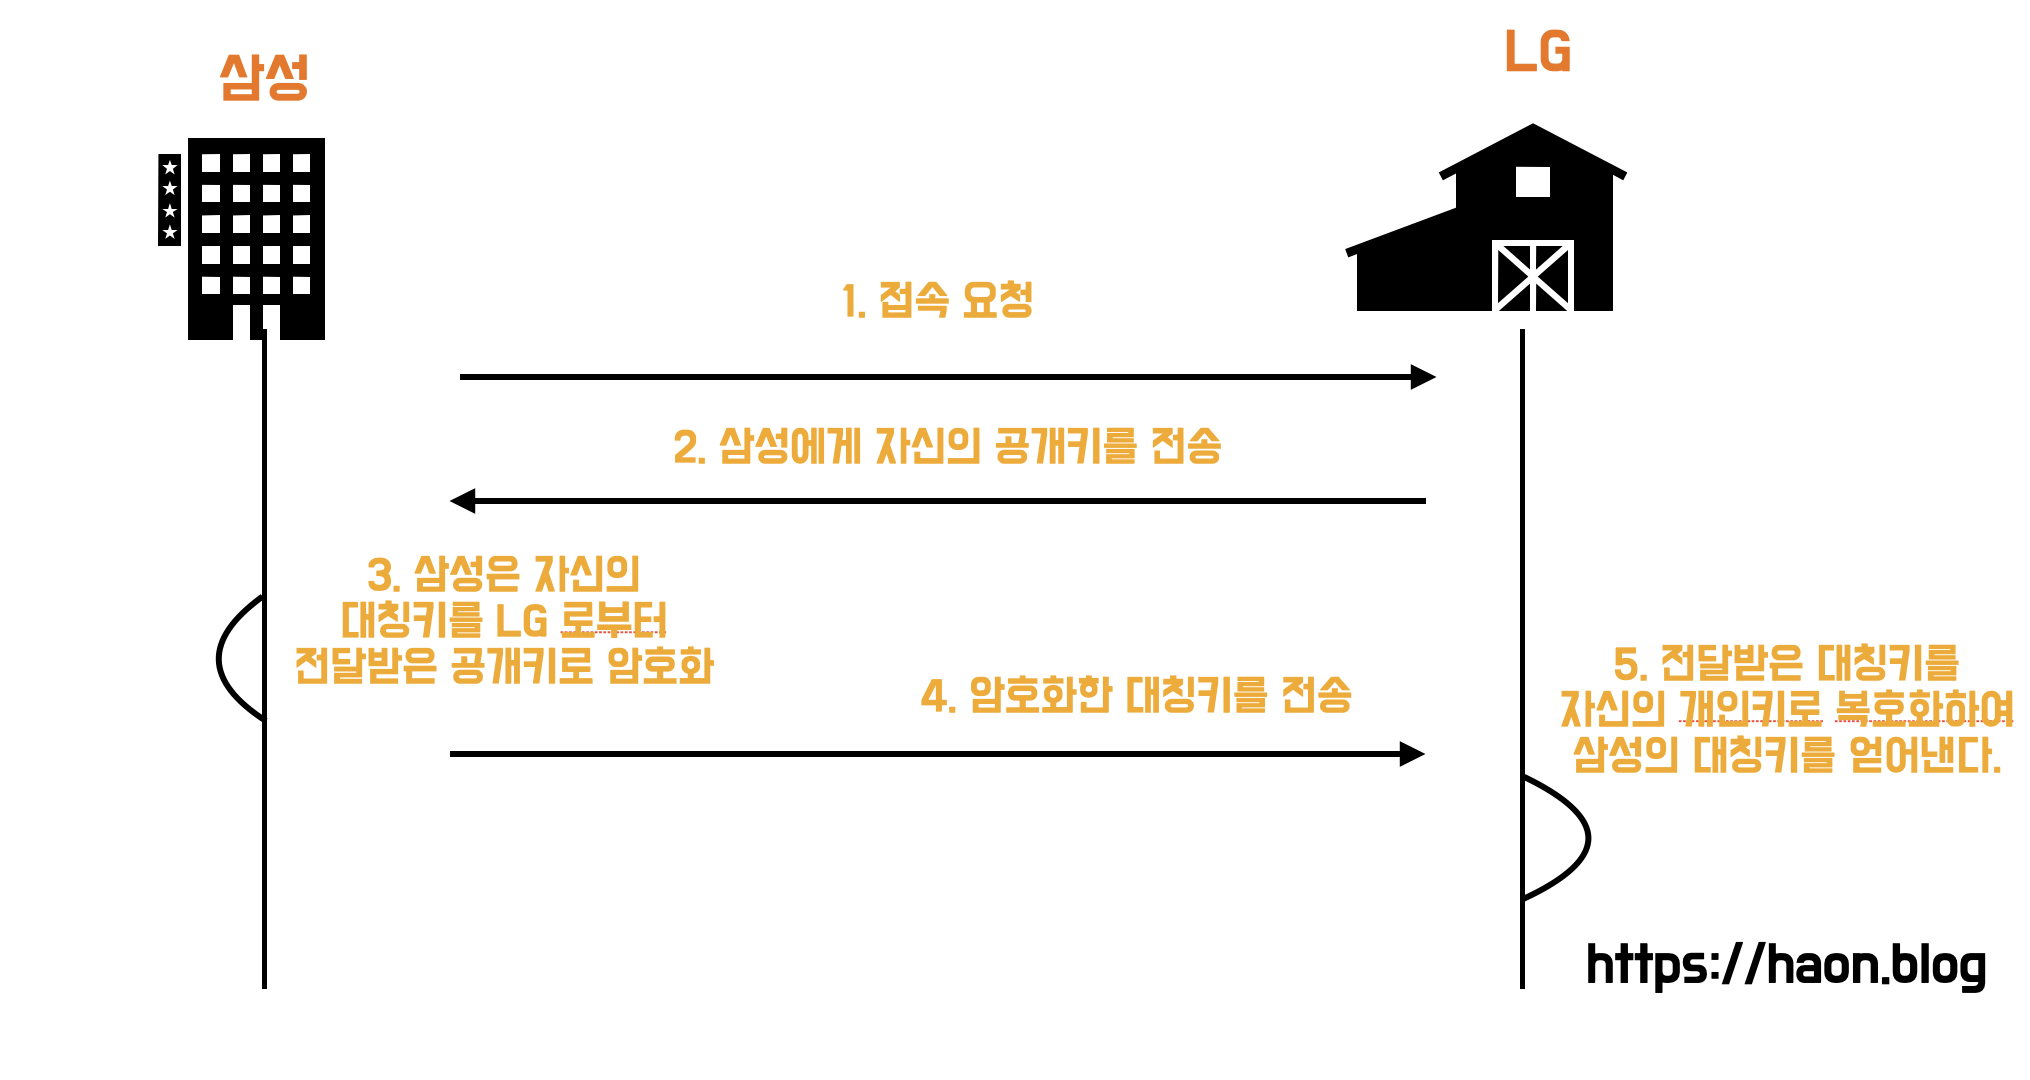 삼성
LG
1. 접속 요청
2. 삼성에게 자신의 공개키를 전송
3. 삼성은 자신의
대칭키를 LG 로부터
전달받은 공개키로 암호화
4. 암호화한 대칭키를 전송
5. 전달받은 대칭키를
자신의 개인키로 복호화하여
삼성의 대칭키를 얻어낸다.
https://haon.blog